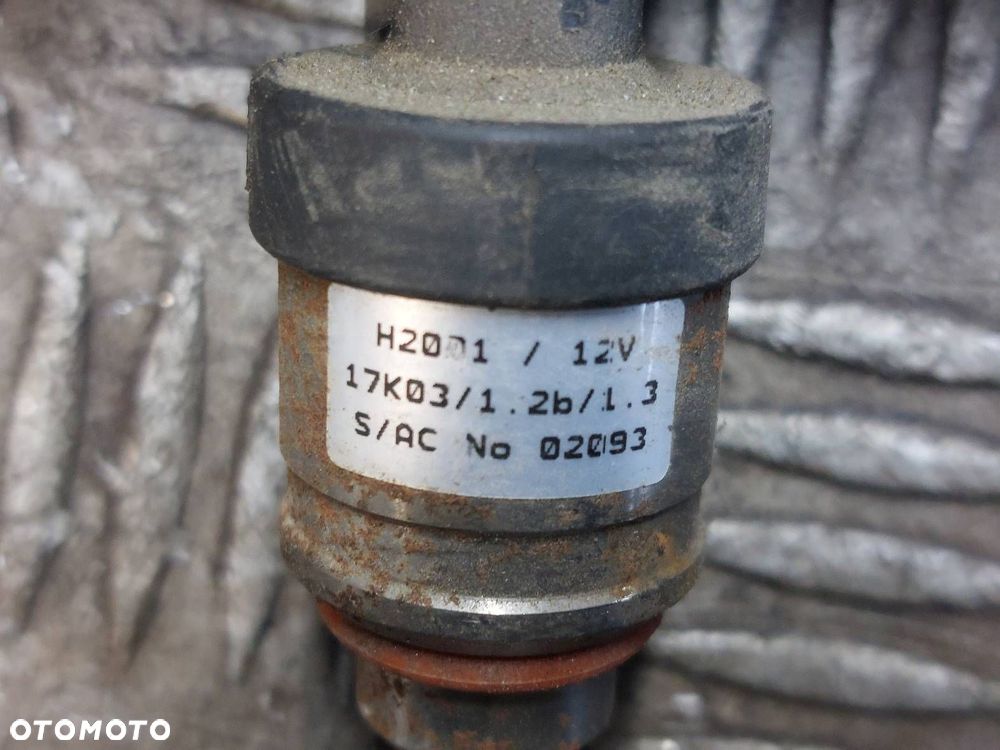 H2001 / 12V
17K03/1.2b/1.3
S/AC No 02093
OTOMOTO